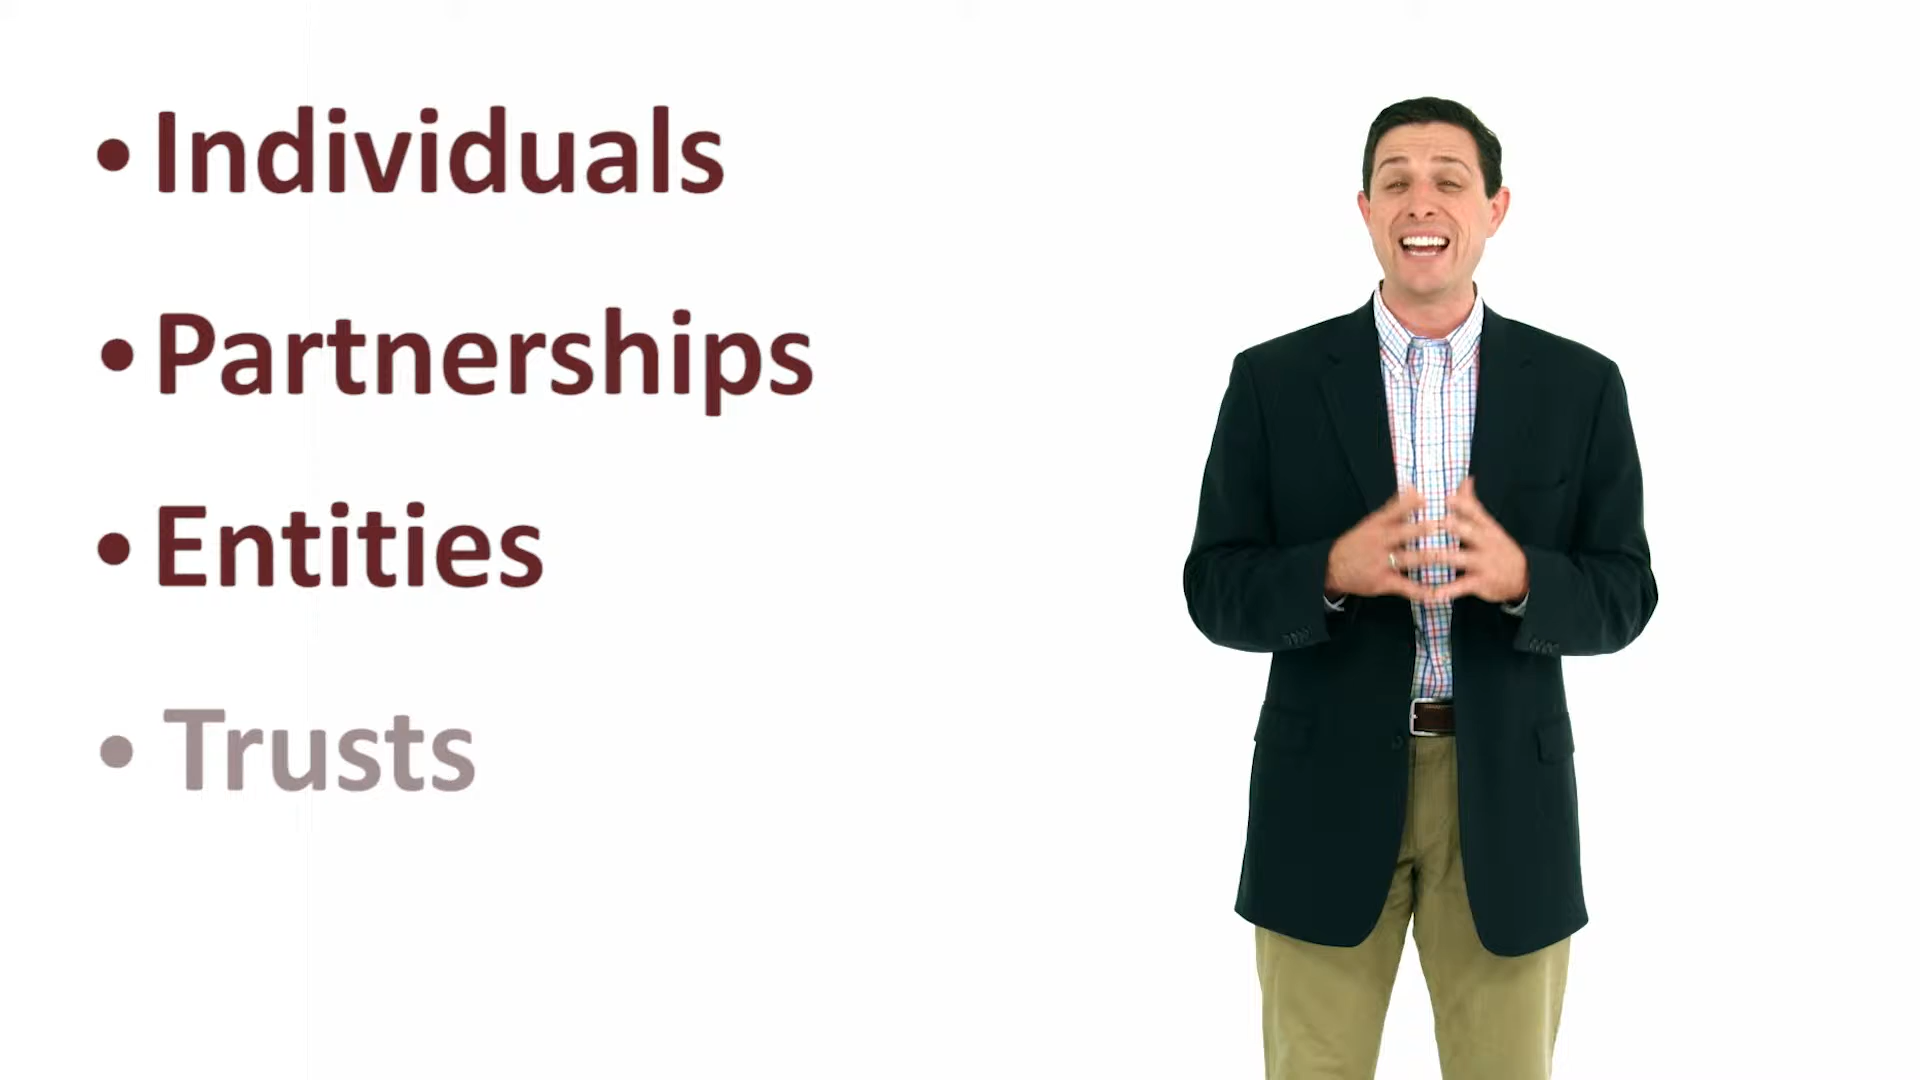 • Individuals
• Partnerships
• Entities
• Trusts